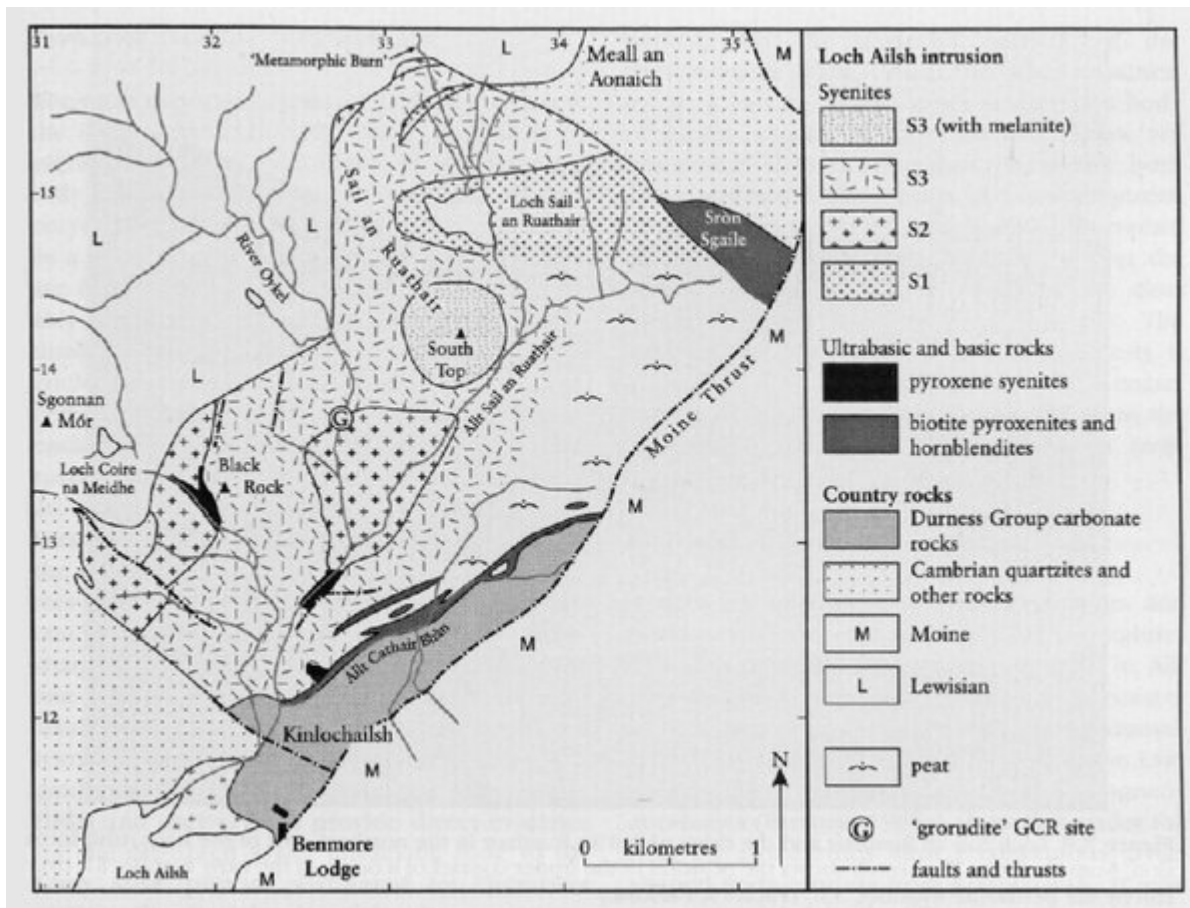 31
32
33
34
35
15
14
13
12
'Metamorphic Burn'
L
Meall an
Aonaich
M
Sail an Ruathair
Loch Sail
an Ruathair
Sròn
Sgaile
L
L
River Oykel
M
South
Top
Allt Sail an Ruathair
Moine Thrust
L
Sgonnan
Mór
G
Loch Coire
na Meidhe
Black
Rock
M
Allt Cathair Bhàn
M
Kinlochailsh
M
N
Benmore
Lodge
Loch Ailsh
M
0 kilometres 1
Loch Ailsh intrusion
Syenites
S3 (with melanite)
S3
S2
S1
Ultrabasic and basic rocks
pyroxene syenites
biotite pyroxenites and
hornblendites
Country rocks
Durness Group carbonate
rocks
Cambrian quartzites and
other rocks
M Moine
L Lewisian
peat
G 'grorudite' GCR site
faults and thrusts